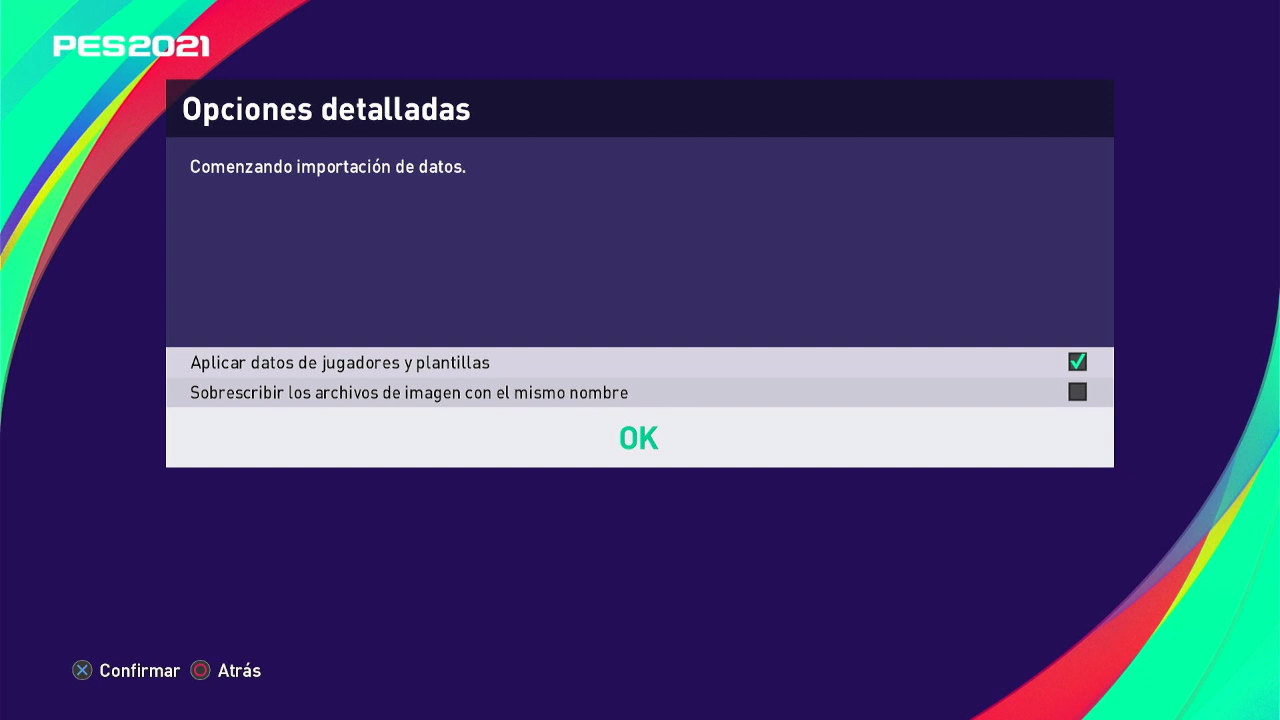 PES2021
Opciones detalladas
Comenzando importación de datos.
Aplicar datos de jugadores y plantillas
Sobrescribir los archivos de imagen con el mismo nombre
OK
Confirmar Atrás